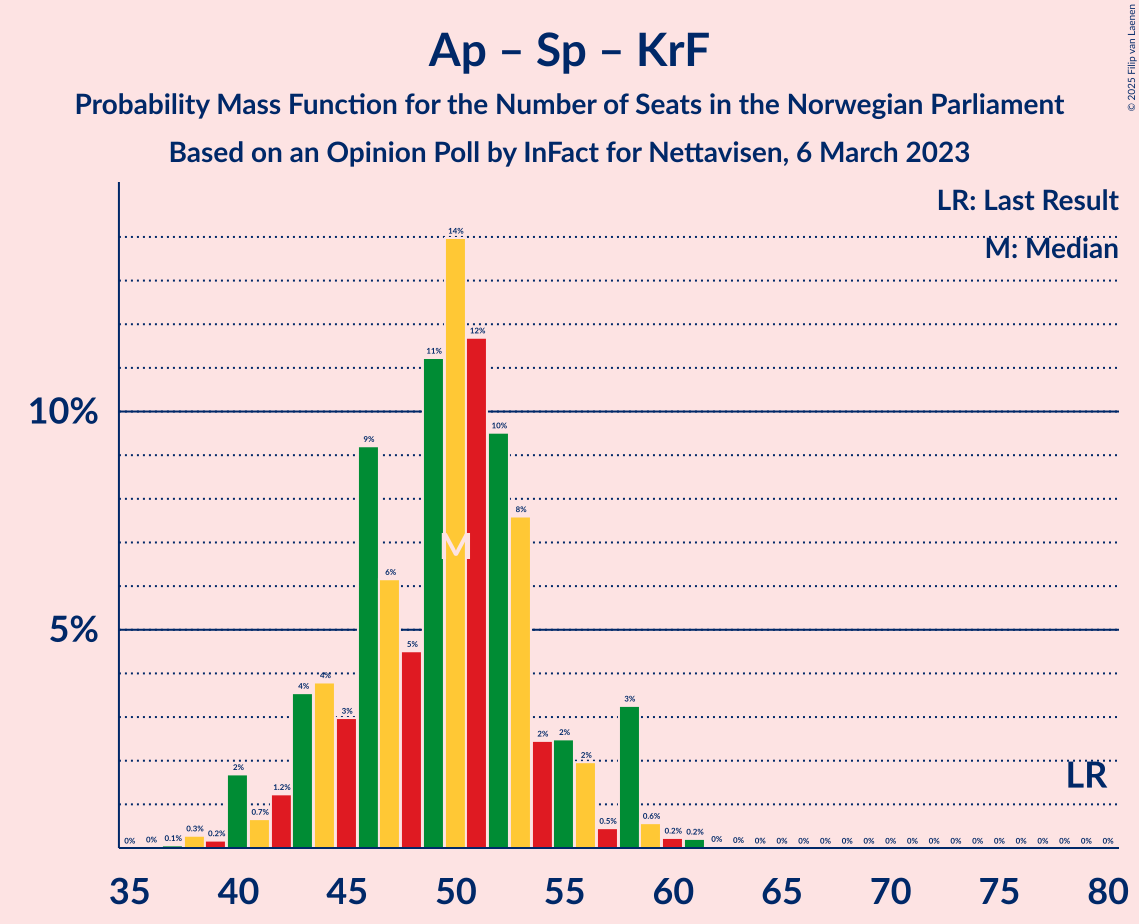 Ap – Sp – KrF
Probability Mass Function for the Number of Seats in the Norwegian Parliament
Based on an Opinion Poll by InFact for Nettavisen, 6 March 2023
© 2025 Filip van Laenen
LR: Last Result
M: Median
10%
5%
0% 0% 0.1% 0.3% 0.2% 2% 0.7% 1.2% 4% 4% 3% 9% 6% 5% 11% 14% 12% 10% 8% 2% 2% 2% 0.5% 3% 0.6% 0.2% 0.2% 0% 0% 0% 0% 0% 0% 0% 0% 0% 0% 0% 0% 0% 0% 0% 0% 0% 0% 0%
M
LR
35 40 45 50 55 60 65 70 75 80